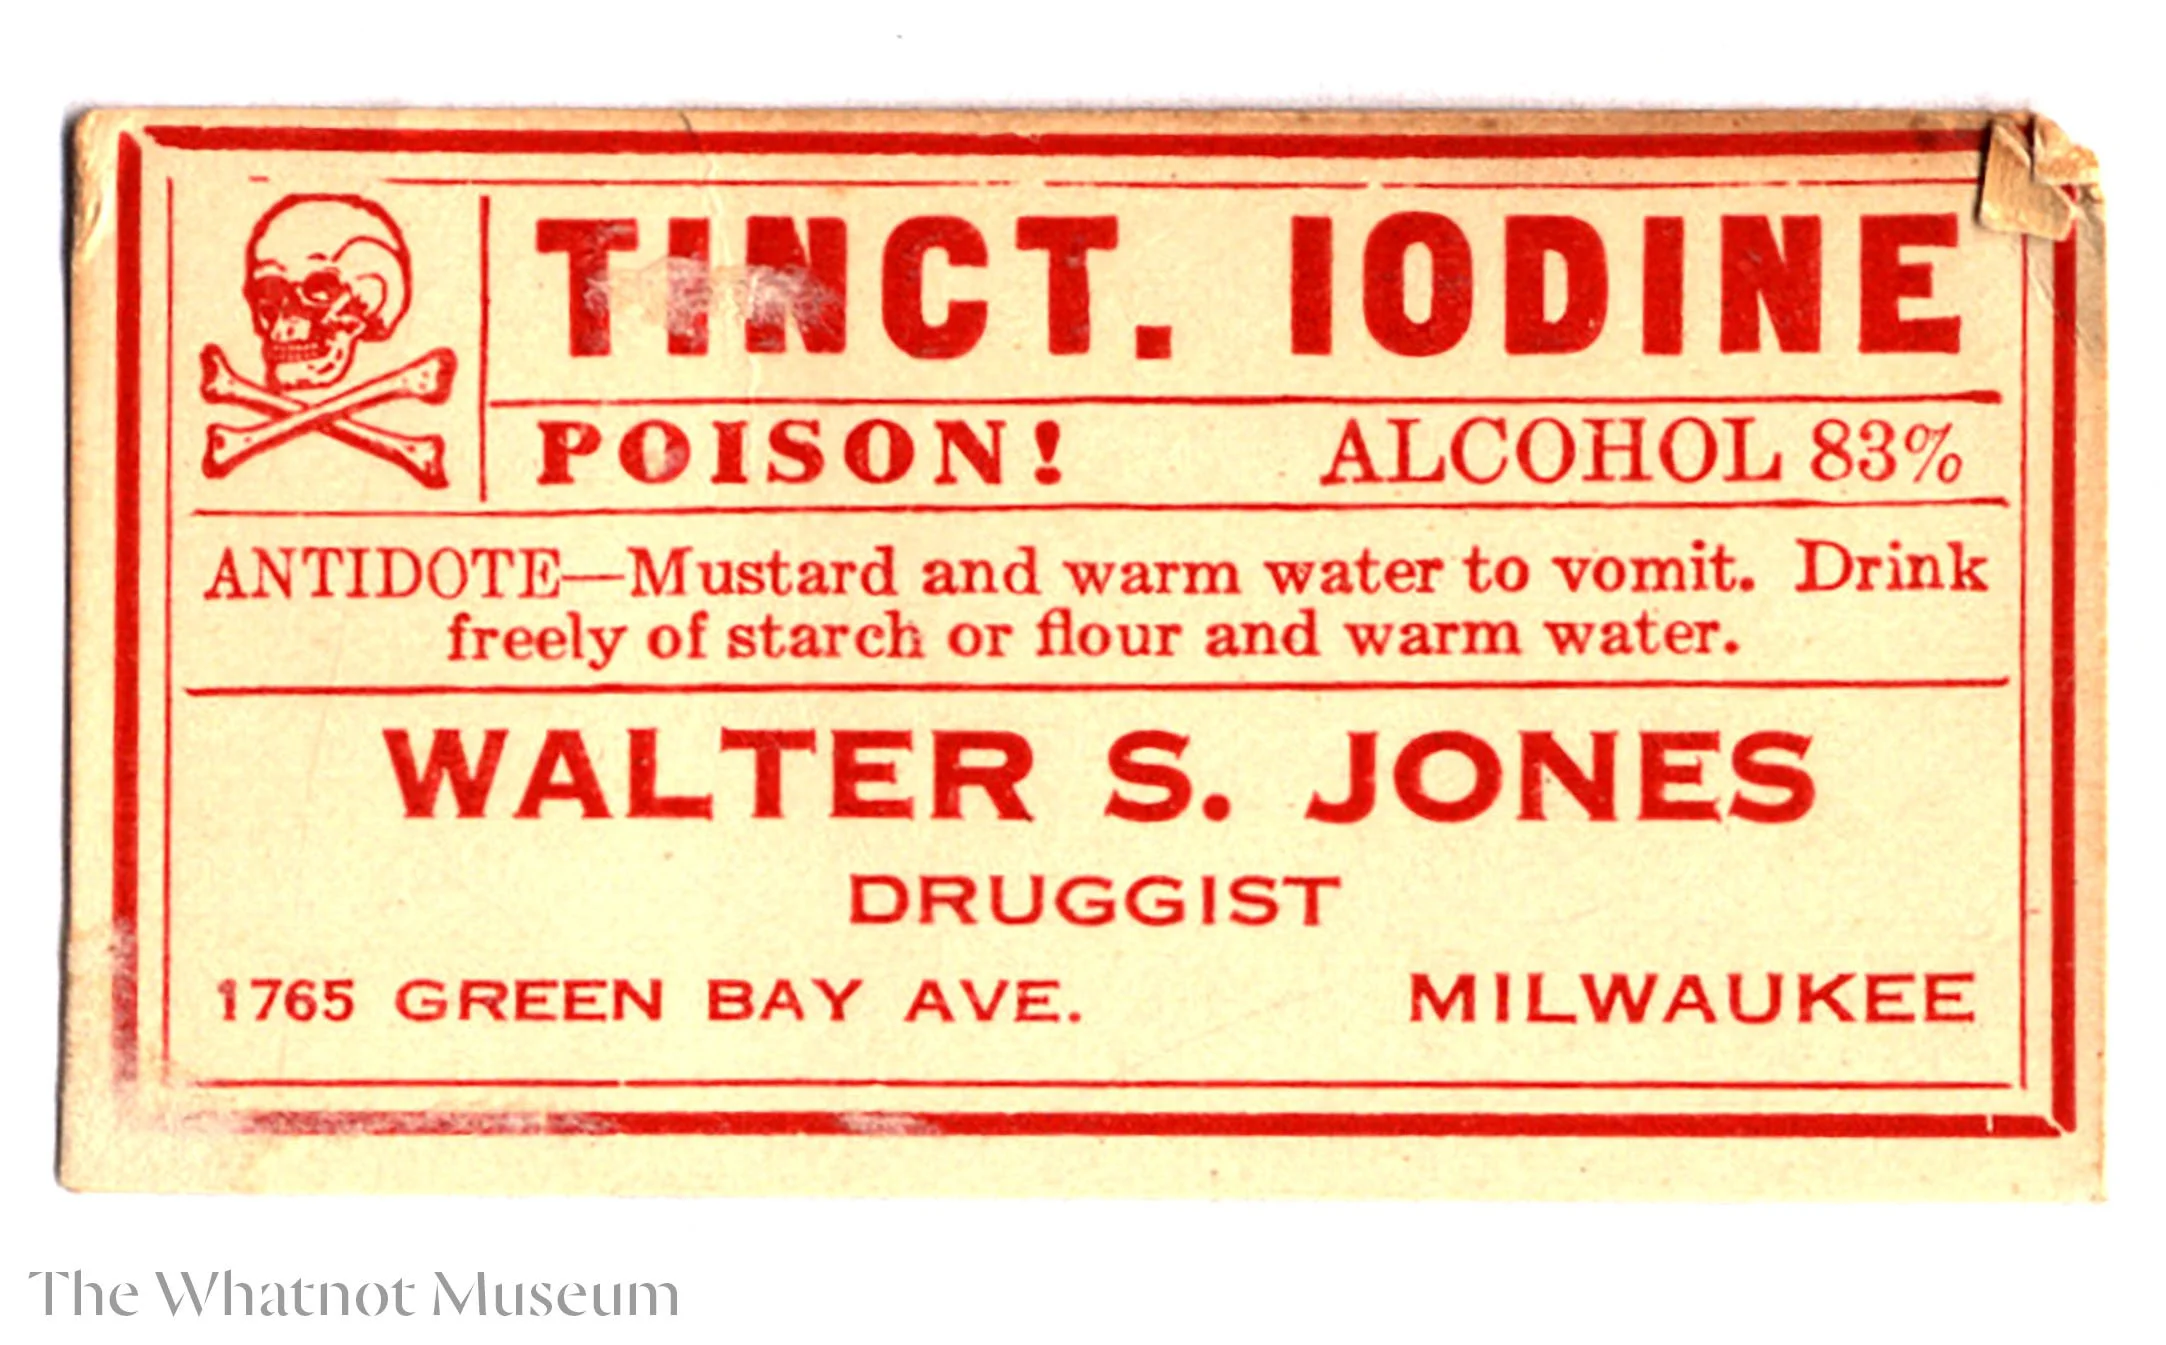 TINCT. IODINE
POISON! ALCOHOL 83%
ANTIDOTE—Mustard and warm water to vomit. Drink
freely of starch or flour and warm water.
WALTER S. JONES
DRUGGIST
1765 GREEN BAY AVE. MILWAUKEE
The Whatnot Museum